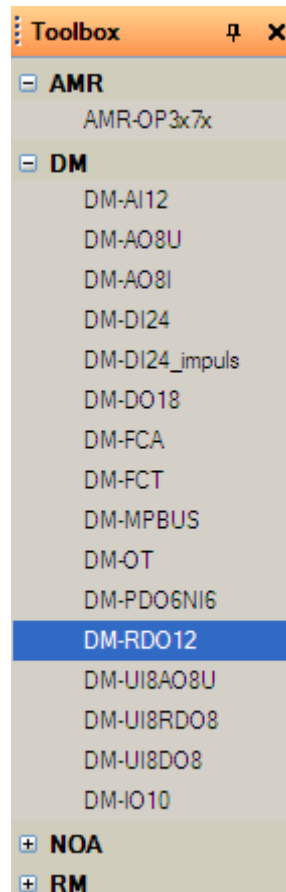 Toolbox
AMR
AMR-OP3x7x
DM
DM-AI12
DM-AO8U
DM-AO8I
DM-DI24
DM-DI24_impuls
DM-DO18
DM-FCA
DM-FCT
DM-MPBUS
DM-OT
DM-PDO6NI6
DM-RDO12
DM-UI8AO8U
DM-UI8RDO8
DM-UI8DO8
DM-IO10
NOA
RM